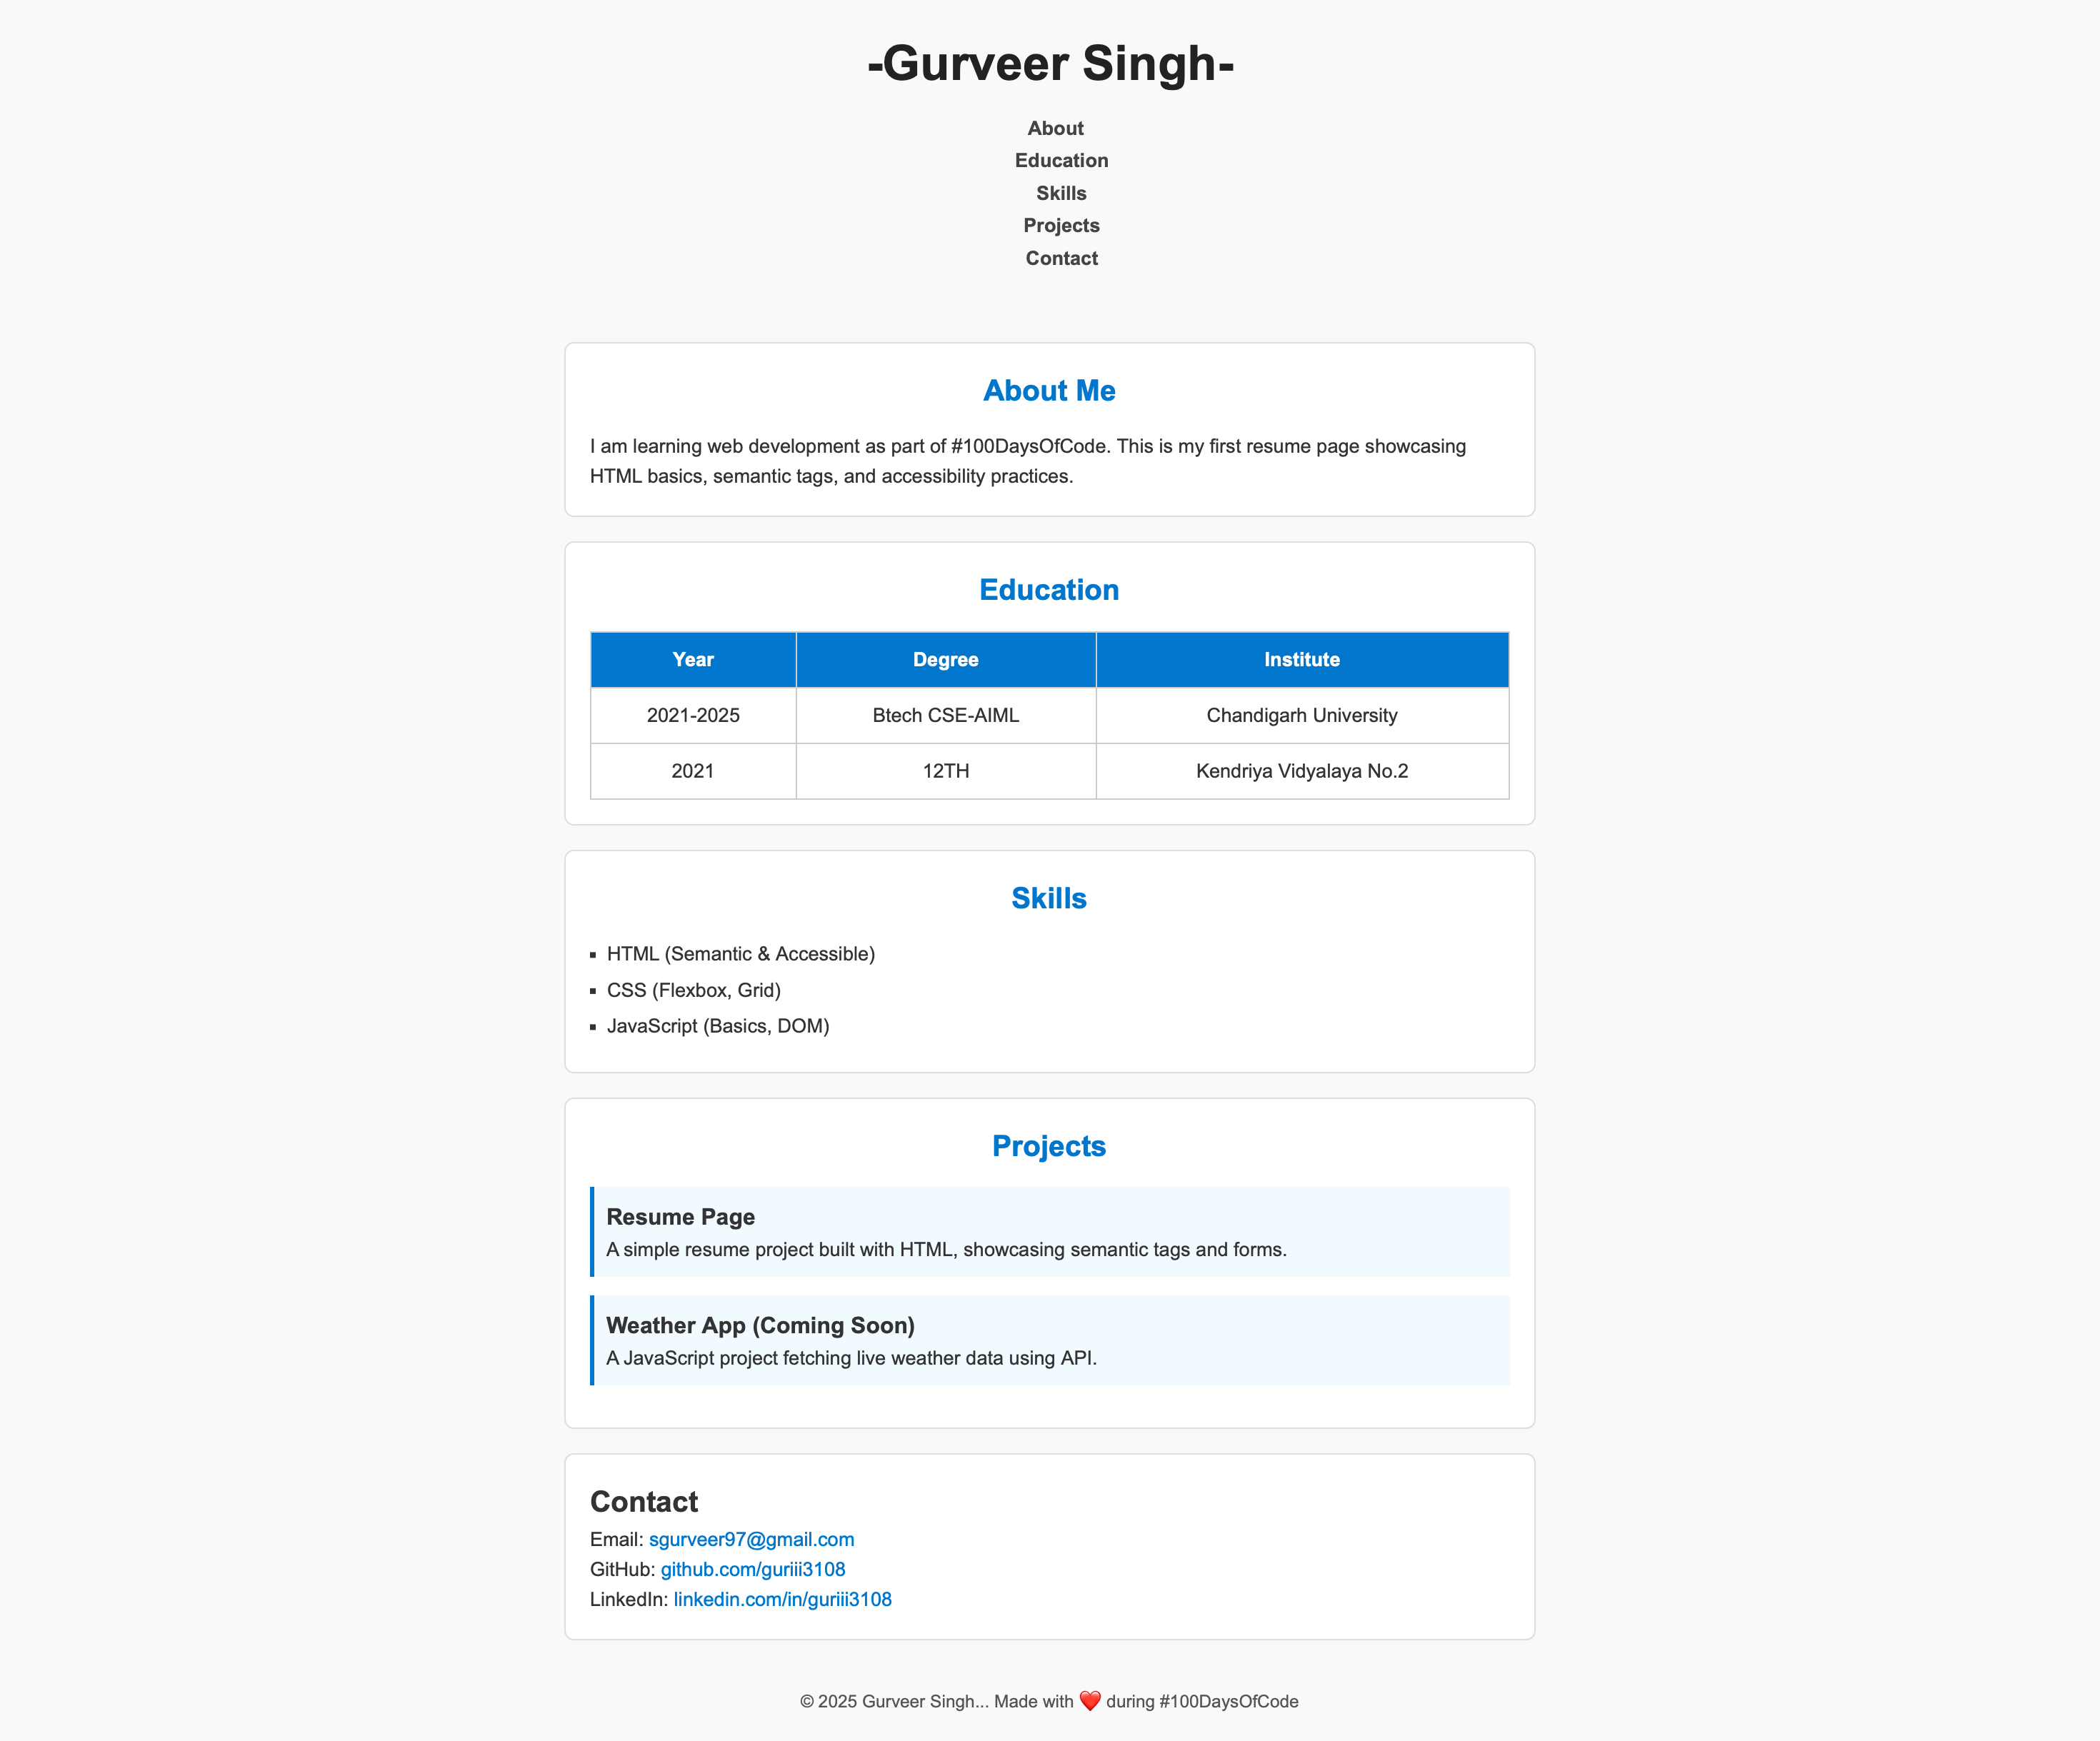 -Gurveer Singh-
About
Education
Skills
Projects
Contact
About Me
I am learning web development as part of #100DaysOfCode. This is my first resume page showcasing
HTML basics, semantic tags, and accessibility practices.
Education
Year Degree Institute
2021-2025 Btech CSE-AIML Chandigarh University
2021 12TH Kendriya Vidyalaya No.2
Skills
▪ HTML (Semantic & Accessible)
▪ CSS (Flexbox, Grid)
▪ JavaScript (Basics, DOM)
Projects
Resume Page
A simple resume project built with HTML, showcasing semantic tags and forms.
Weather App (Coming Soon)
A JavaScript project fetching live weather data using API.
Contact
Email: sgurveer97@gmail.com
GitHub: github.com/guriii3108
LinkedIn: linkedin.com/in/guriii3108
© 2025 Gurveer Singh... Made with ❤️ during #100DaysOfCode